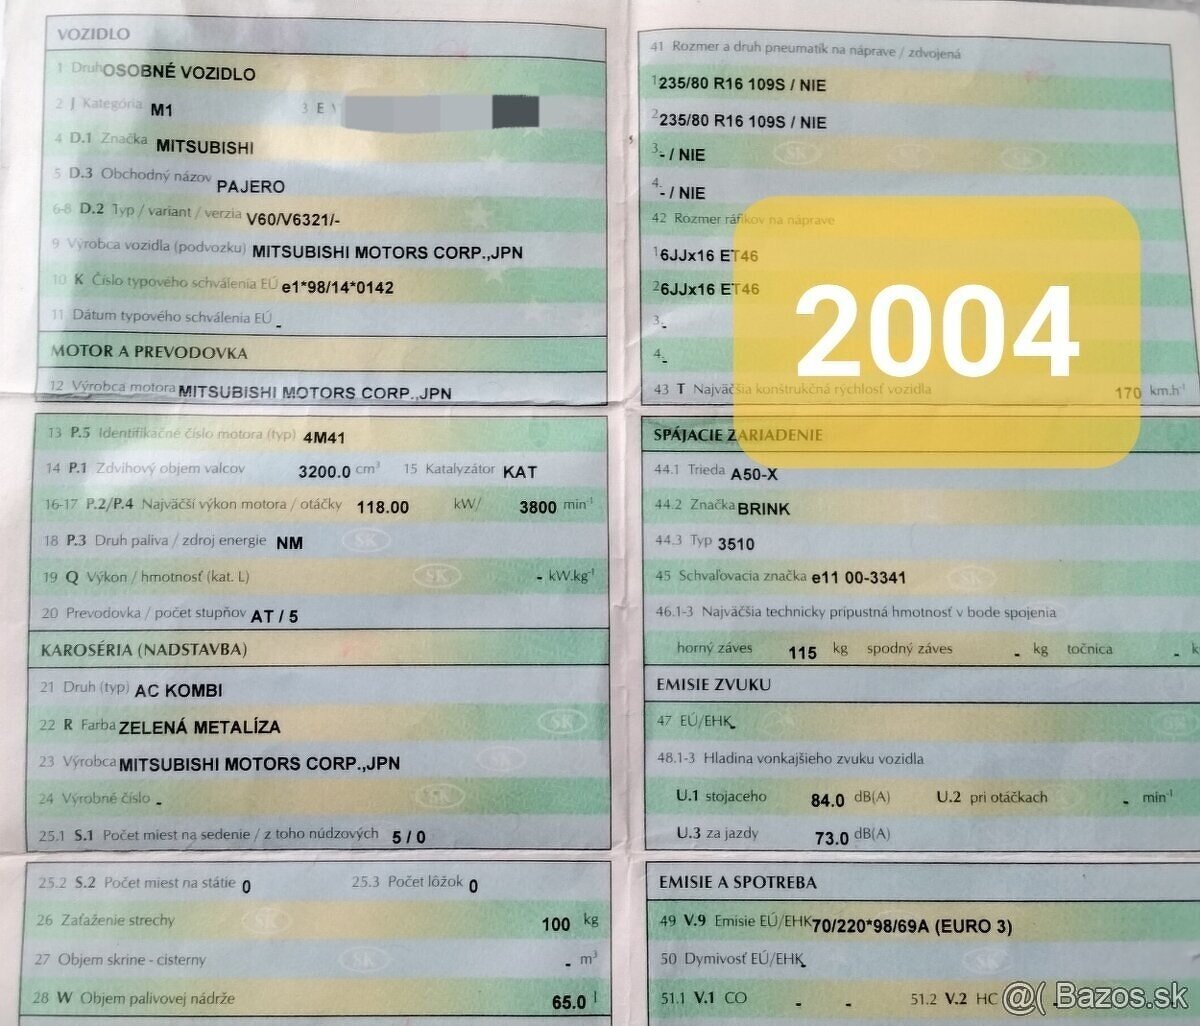 VOZIDLO
1 Druh OSOBNÉ VOZIDLO
2 J Kategória M1 3 E
4 D.1 Značka MITSUBISHI
5 D.3 Obchodný názov PAJERO
6-8 D.2 Typ / variant / verzia V60/V6321/-
9 Výrobca vozidla (podvozku) MITSUBISHI MOTORS CORP.,JPN
10 K Číslo typového schválenia EÚ e1*98/14*0142
11 Dátum typového schválenia EÚ -
MOTOR A PREVODOVKA
12 Výrobca motora MITSUBISHI MOTORS CORP.,JPN
13 P.5 Identifikačné číslo motora (typ) 4M41
14 P.1 Zdvihový objem valcov 3200.0 cm³ 15 Katalyzátor KAT
16-17 P.2/P.4 Najväčší výkon motora / otáčky 118.00 kW/ 3800 min⁻¹
18 P.3 Druh paliva / zdroj energie NM
19 Q Výkon / hmotnosť (kat. L) - kW.kg⁻¹
20 Prevodovka / počet stupňov AT / 5
KAROSÉRIA (NADSTAVBA)
21 Druh (typ) AC KOMBI
22 R Farba ZELENÁ METALÍZA
23 Výrobca MITSUBISHI MOTORS CORP.,JPN
24 Výrobné číslo -
25.1 S.1 Počet miest na sedenie / z toho núdzových 5 / 0
25.2 S.2 Počet miest na státie 0 25.3 Počet lôžok 0
26 Zaťaženie strechy 100 kg
27 Objem skrine - cisterny - m³
28 W Objem palivovej nádrže 65.0 l
41 Rozmer a druh pneumatík na náprave / zdvojená
1 235/80 R16 109S / NIE
2 235/80 R16 109S / NIE
3 - / NIE
4 - / NIE
42 Rozmer ráfikov na náprave
1 6JJx16 ET46
2 6JJx16 ET46
3 -
4 -
2004
43 T Najväčšia konštrukčná rýchlosť vozidla 170 km.h⁻¹
SPÁJACIE ZARIADENIE
44.1 Trieda A50-X
44.2 Značka BRINK
44.3 Typ 3510
45 Schvaľovacia značka e11 00-3341
46.1-3 Najväčšia technicky prípustná hmotnosť v bode spojenia
horný záves 115 kg spodný záves - kg točnica - k
EMISIE ZVUKU
47 EÚ/EHK -
48.1-3 Hladina vonkajšieho zvuku vozidla
U.1 stojaceho 84.0 dB(A) U.2 pri otáčkach - min⁻¹
U.3 za jazdy 73.0 dB(A)
EMISIE A SPOTREBA
49 V.9 Emisie EÚ/EHK 70/220*98/69A (EURO 3)
50 Dymivosť EÚ/EHK -
51.1 V.1 CO - - 51.2 V.2 HC
@( Bazos.sk